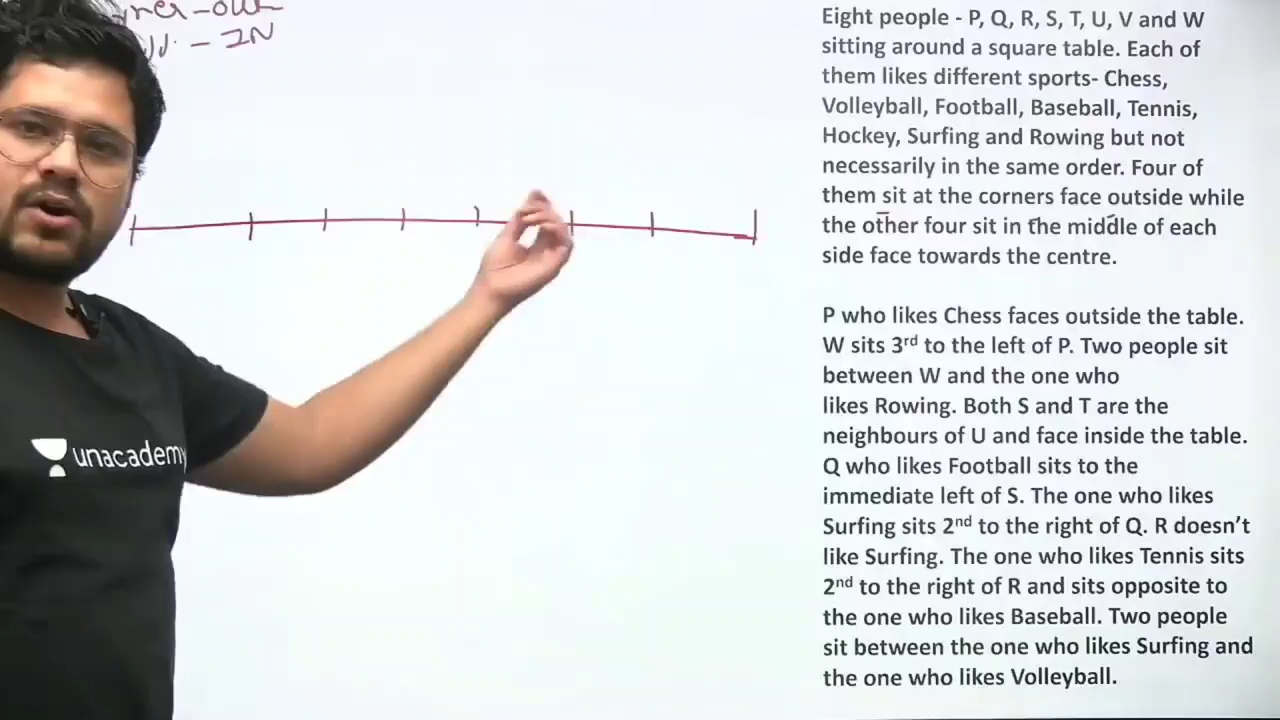 - out
- IN
Eight people - P, Q, R, S, T, U, V and W
sitting around a square table. Each of
them likes different sports- Chess,
Volleyball, Football, Baseball, Tennis,
Hockey, Surfing and Rowing but not
necessarily in the same order. Four of
them sit at the corners face outside while
the other four sit in the middle of each
side face towards the centre.
P who likes Chess faces outside the table.
W sits 3rd to the left of P. Two people sit
between W and the one who
likes Rowing. Both S and T are the
neighbours of U and face inside the table.
Q who likes Football sits to the
immediate left of S. The one who likes
Surfing sits 2nd to the right of Q. R doesn't
like Surfing. The one who likes Tennis sits
2nd to the right of R and sits opposite to
the one who likes Baseball. Two people
sit between the one who likes Surfing and
the one who likes Volleyball.
unacademy